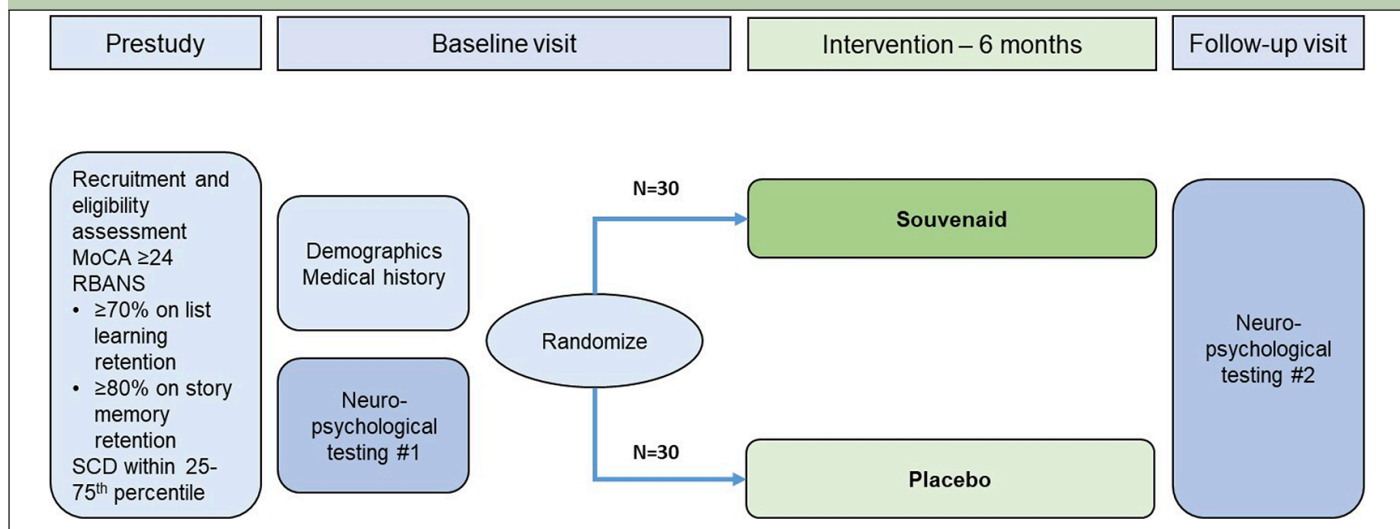 Prestudy
Baseline visit
Intervention – 6 months
Follow-up visit
Recruitment and
eligibility
assessment
MoCA ≥24
RBANS
• ≥70% on list
learning
retention
• ≥80% on story
memory
retention
SCD within 25-
75th percentile
Demographics
Medical history
Neuro-
psychological
testing #1
Randomize
N=30
Souvenaid
N=30
Placebo
Neuro-
psychological
testing #2